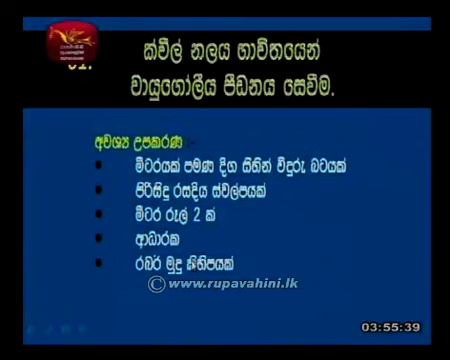 01.
ක්විල් නලය භාවිතයෙන්
වායුගෝලීය පීඩනය සෙවීම.
අවශ්‍ය උපකරණ :-
• මීටරයක් පමණ දිග සිහින් විදුරු බටයක්
• පිරිසිදු රසදිය ස්වල්පයක්
• මීටර රූල් 2 ක්
• ආධාරක
• රබර් මුදු කිහිපයක්
© www.rupavahini.lk
03:55:39